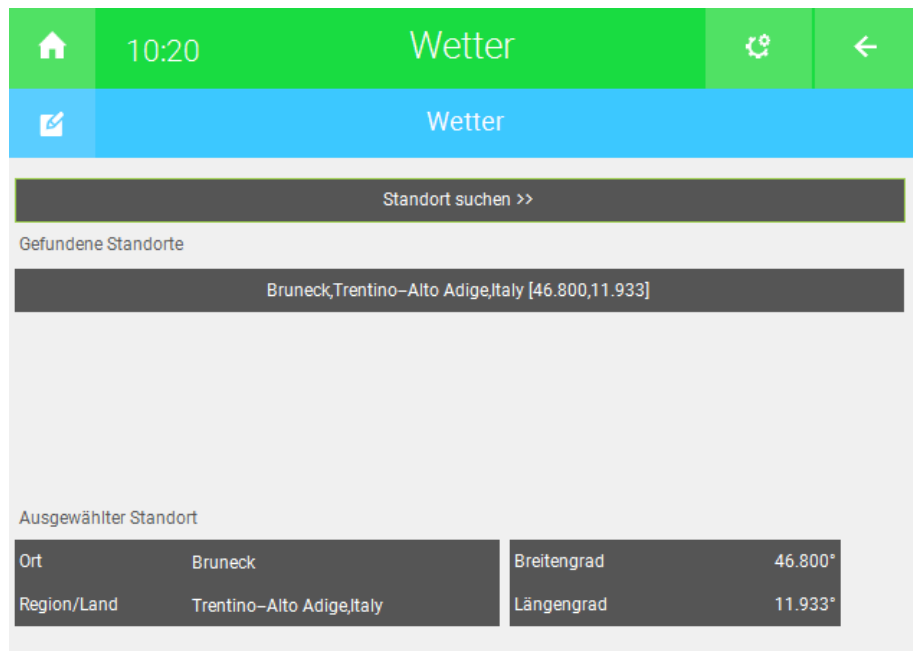 10:20 Wetter
Wetter
Standort suchen >>
Gefundene Standorte
Bruneck,Trentino–Alto Adige,Italy [46.800,11.933]
Ausgewählter Standort
Ort Bruneck Breitengrad 46.800°
Region/Land Trentino–Alto Adige,Italy Längengrad 11.933°